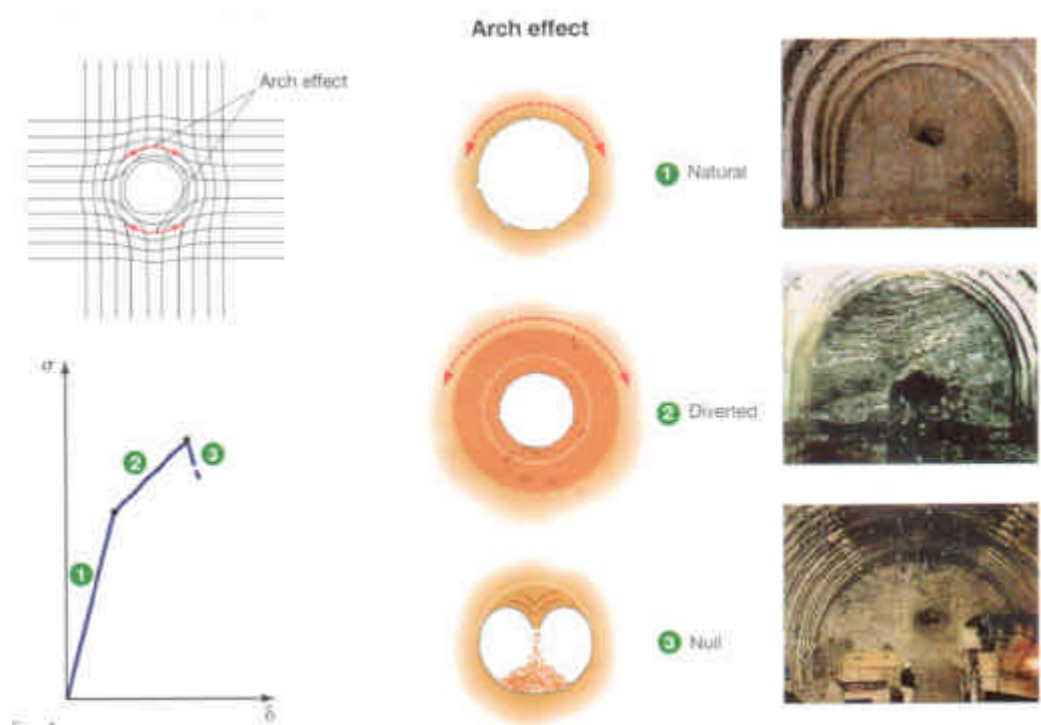 Arch effect
Arch effect
1 Natural
2 Diverted
3 Null
σ
1
2
3
δ